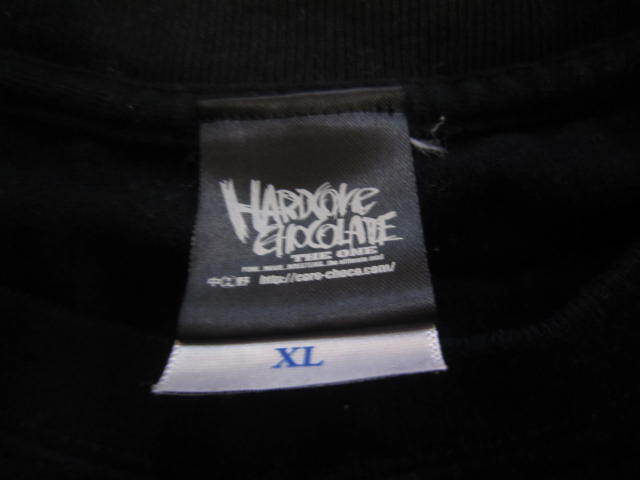 HARDCORE
CHOCOLATE
THE ONE
http://core-choco.com/
XL